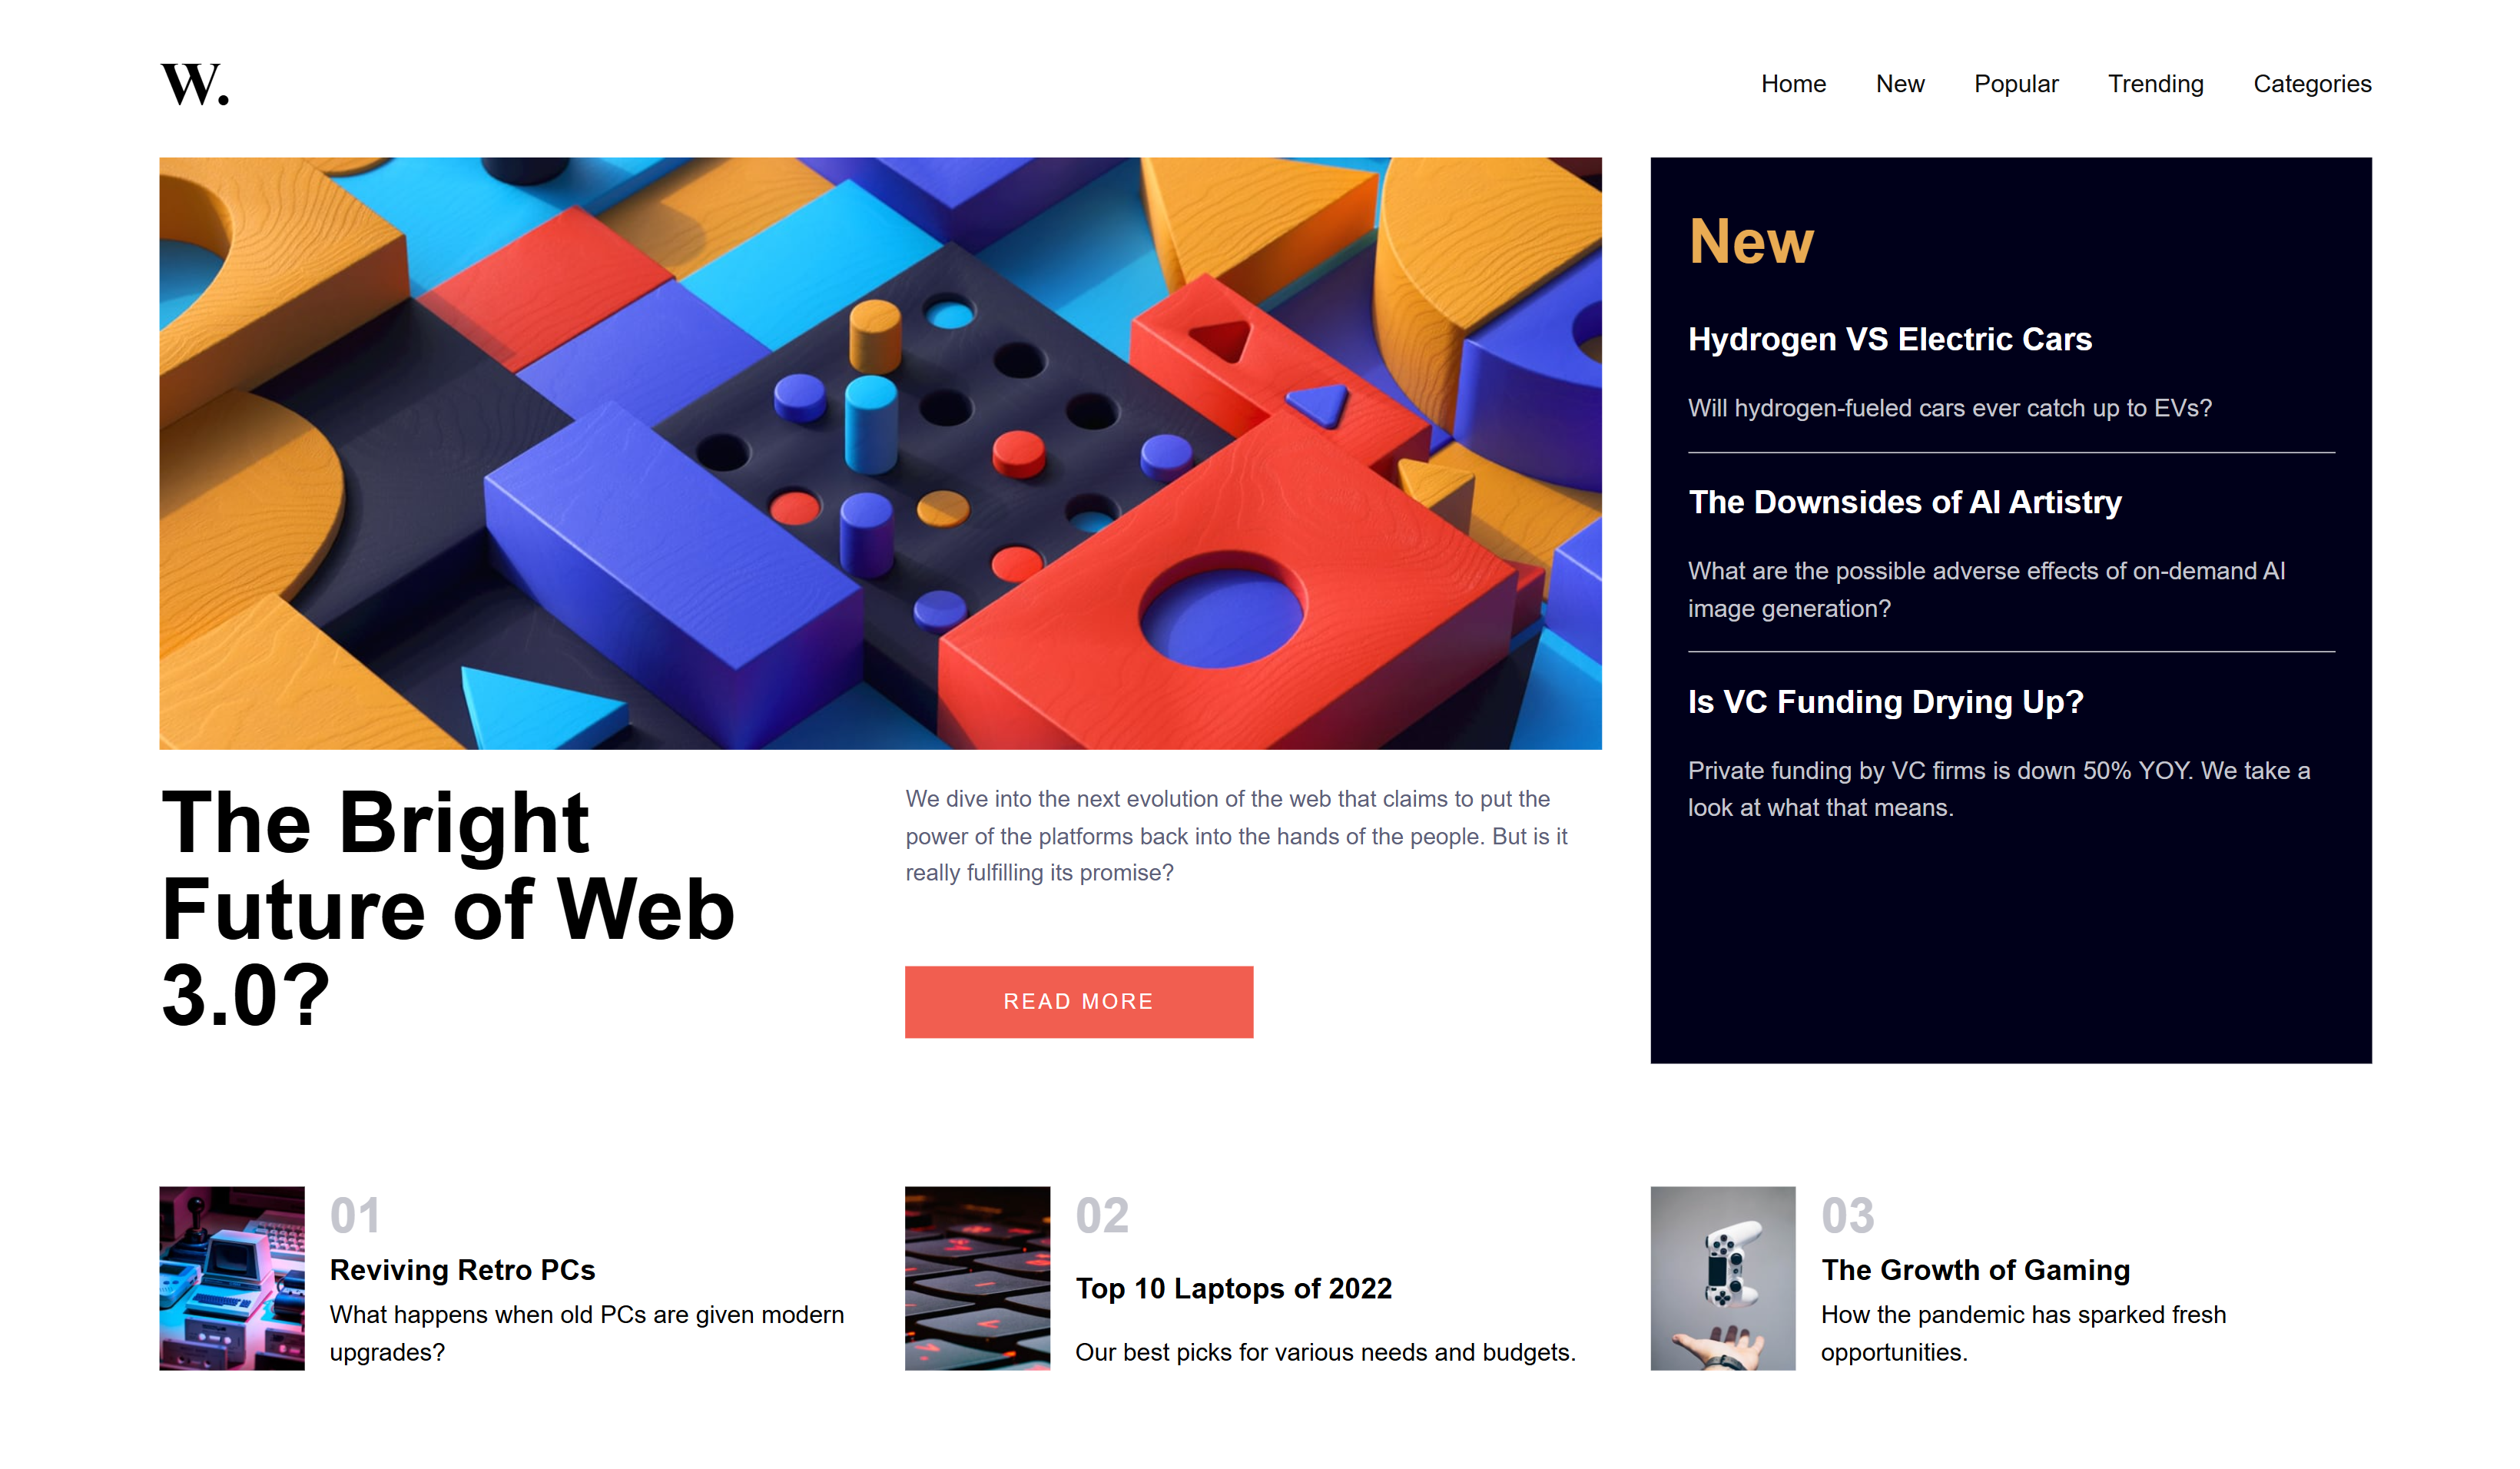 W.
Home New Popular Trending Categories
The Bright
Future of Web
3.0?
We dive into the next evolution of the web that claims to put the
power of the platforms back into the hands of the people. But is it
really fulfilling its promise?
READ MORE
New
Hydrogen VS Electric Cars
Will hydrogen-fueled cars ever catch up to EVs?
The Downsides of AI Artistry
What are the possible adverse effects of on-demand AI
image generation?
Is VC Funding Drying Up?
Private funding by VC firms is down 50% YOY. We take a
look at what that means.
01
Reviving Retro PCs
What happens when old PCs are given modern
upgrades?
02
Top 10 Laptops of 2022
Our best picks for various needs and budgets.
03
The Growth of Gaming
How the pandemic has sparked fresh
opportunities.